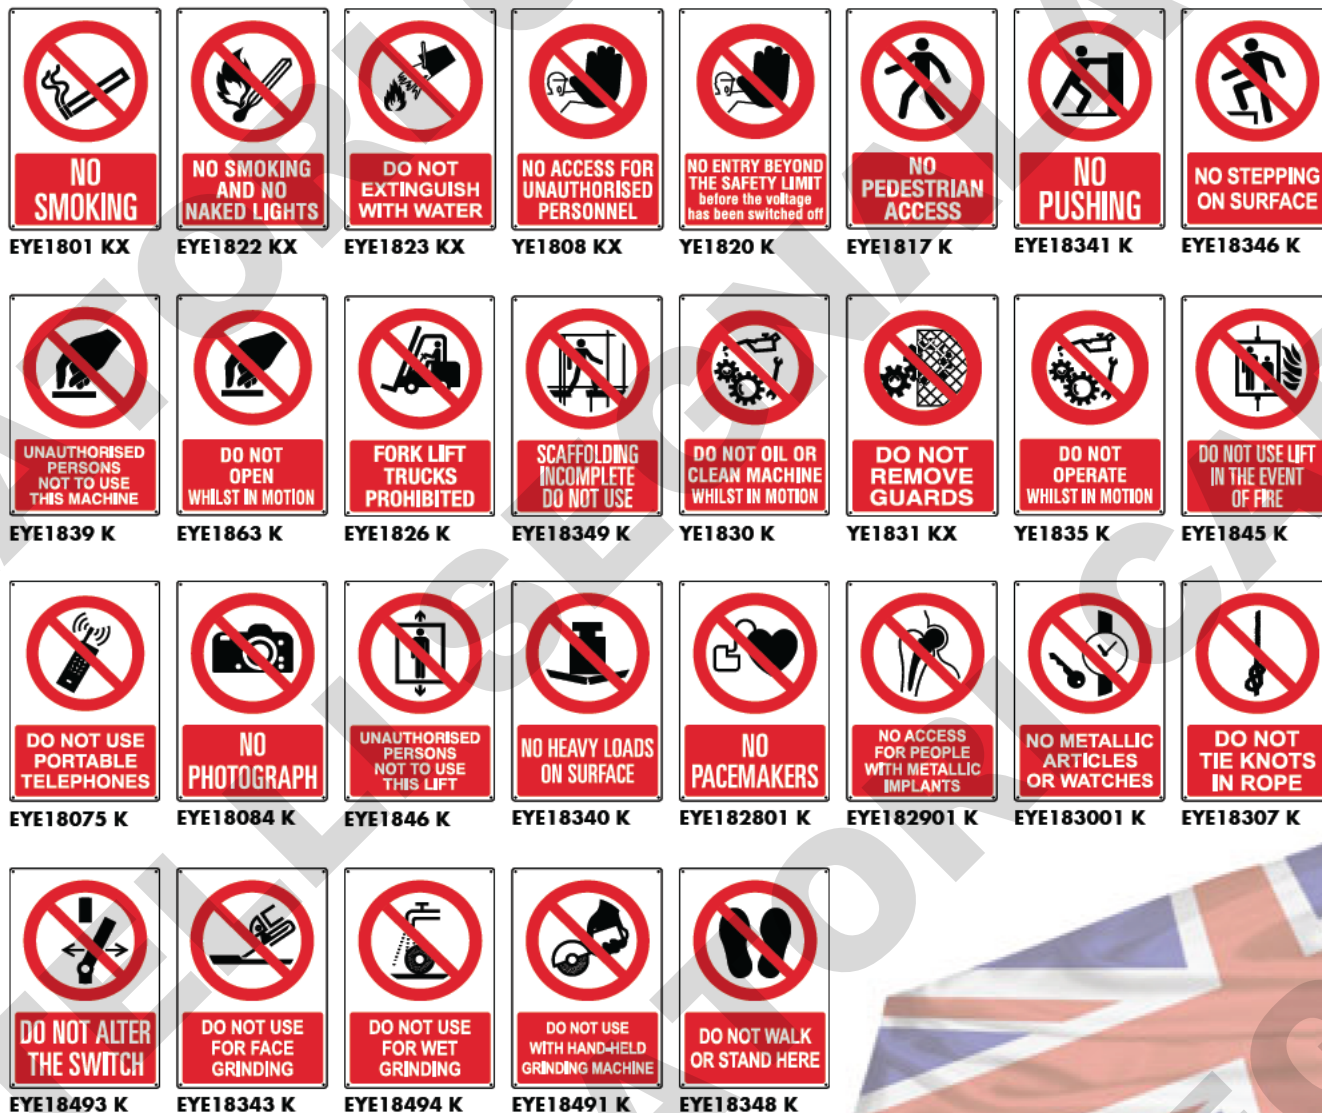 NO
SMOKING
EYE1801 KX
NO SMOKING
AND NO
NAKED LIGHTS
EYE1822 KX
DO NOT
EXTINGUISH
WITH WATER
EYE1823 KX
NO ACCESS FOR
UNAUTHORISED
PERSONNEL
YE1808 KX
NO ENTRY BEYOND
THE SAFETY LIMIT
before the voltage
has been switched off
YE1820 K
NO
PEDESTRIAN
ACCESS
EYE1817 K
NO
PUSHING
EYE18341 K
NO STEPPING
ON SURFACE
EYE18346 K
UNAUTHORISED
PERSONS
NOT TO USE
THIS MACHINE
EYE1839 K
DO NOT
OPEN
WHILST IN MOTION
EYE1863 K
FORK LIFT
TRUCKS
PROHIBITED
EYE1826 K
SCAFFOLDING
INCOMPLETE
DO NOT USE
EYE18349 K
DO NOT OIL OR
CLEAN MACHINE
WHILST IN MOTION
YE1830 K
DO NOT
REMOVE
GUARDS
YE1831 KX
DO NOT
OPERATE
WHILST IN MOTION
YE1835 K
DO NOT USE LIFT
IN THE EVENT
OF FIRE
EYE1845 K
DO NOT USE
PORTABLE
TELEPHONES
EYE18075 K
NO
PHOTOGRAPH
EYE18084 K
UNAUTHORISED
PERSONS
NOT TO USE
THIS LIFT
EYE1846 K
NO HEAVY LOADS
ON SURFACE
EYE18340 K
NO
PACEMAKERS
EYE182801 K
NO ACCESS
FOR PEOPLE
WITH METALLIC
IMPLANTS
EYE182901 K
NO METALLIC
ARTICLES
OR WATCHES
EYE183001 K
DO NOT
TIE KNOTS
IN ROPE
EYE18307 K
DO NOT ALTER
THE SWITCH
EYE18493 K
DO NOT USE
FOR FACE
GRINDING
EYE18343 K
DO NOT USE
FOR WET
GRINDING
EYE18494 K
DO NOT USE
WITH HAND-HELD
GRINDING MACHINE
EYE18491 K
DO NOT WALK
OR STAND HERE
EYE18348 K